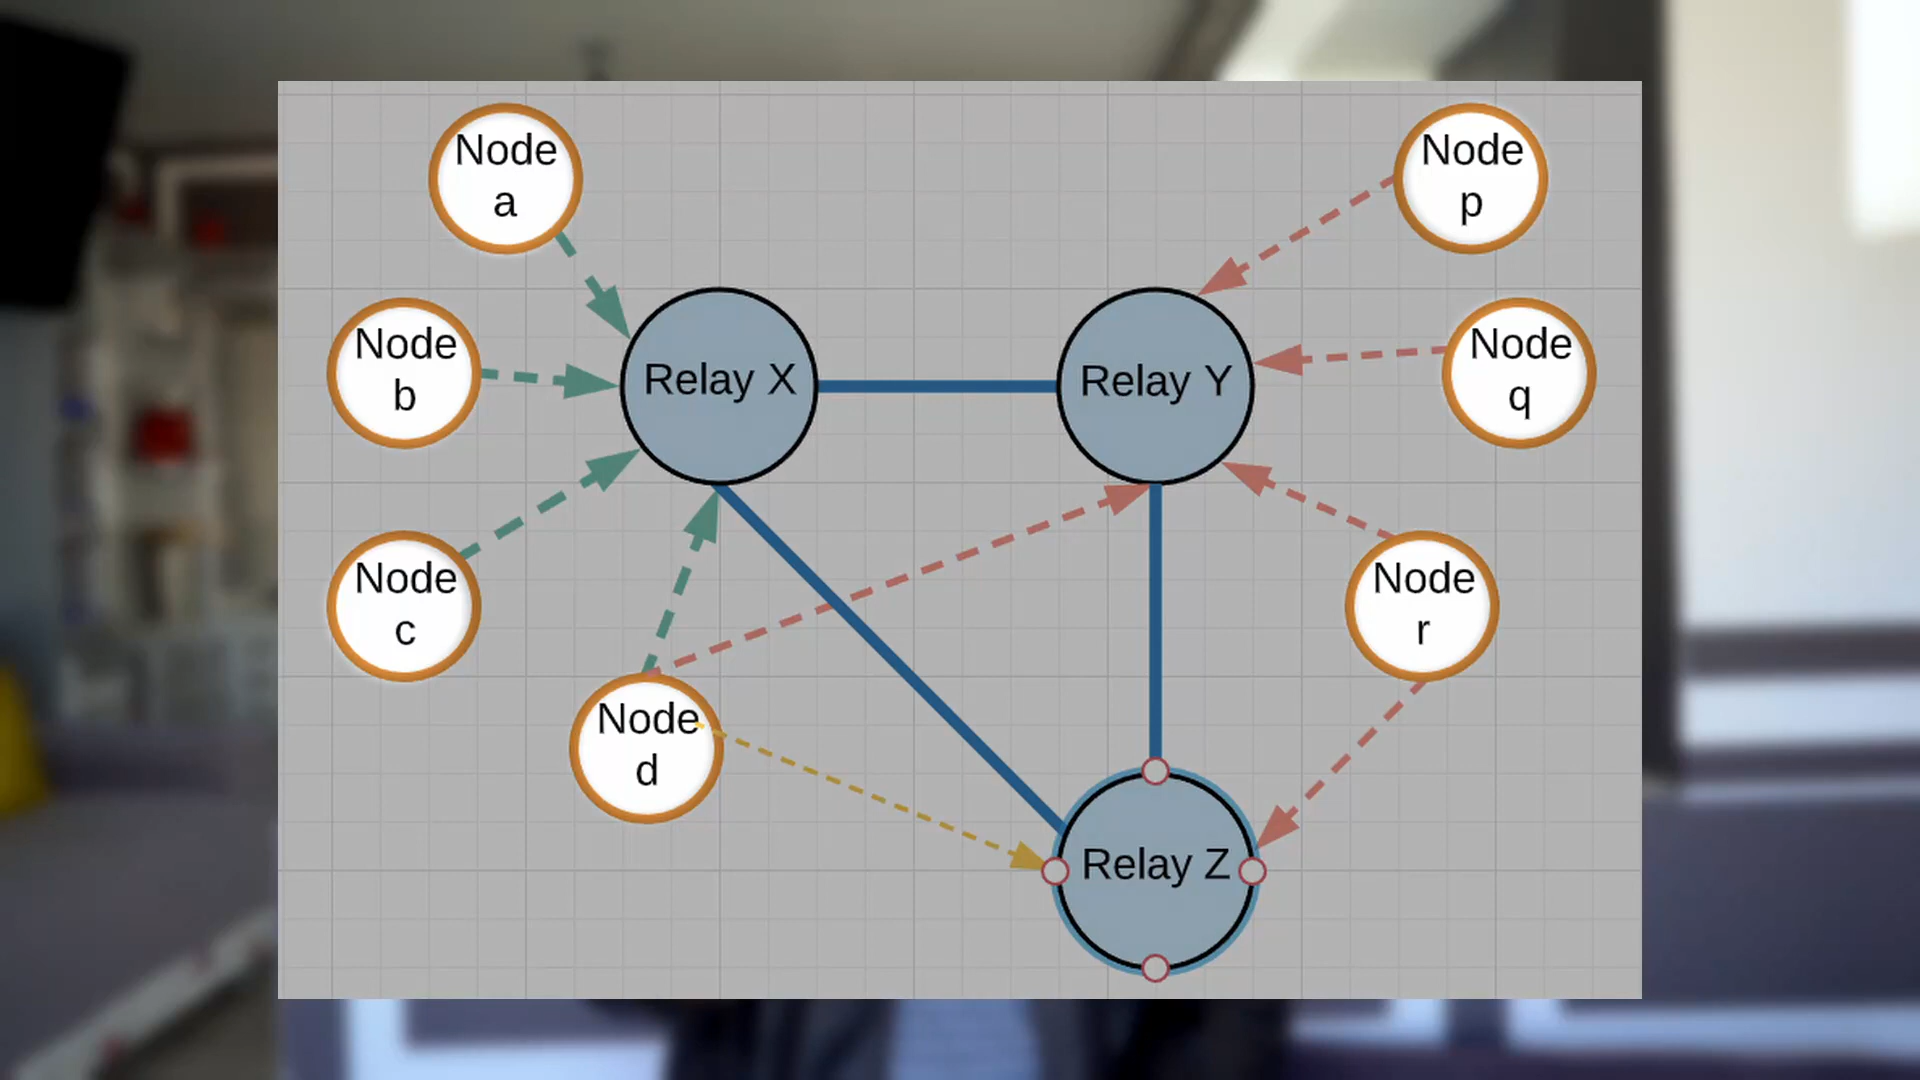 Node
a
Node
p
Node
b
Relay X
Relay Y
Node
q
Node
c
Node
r
Node
d
Relay Z